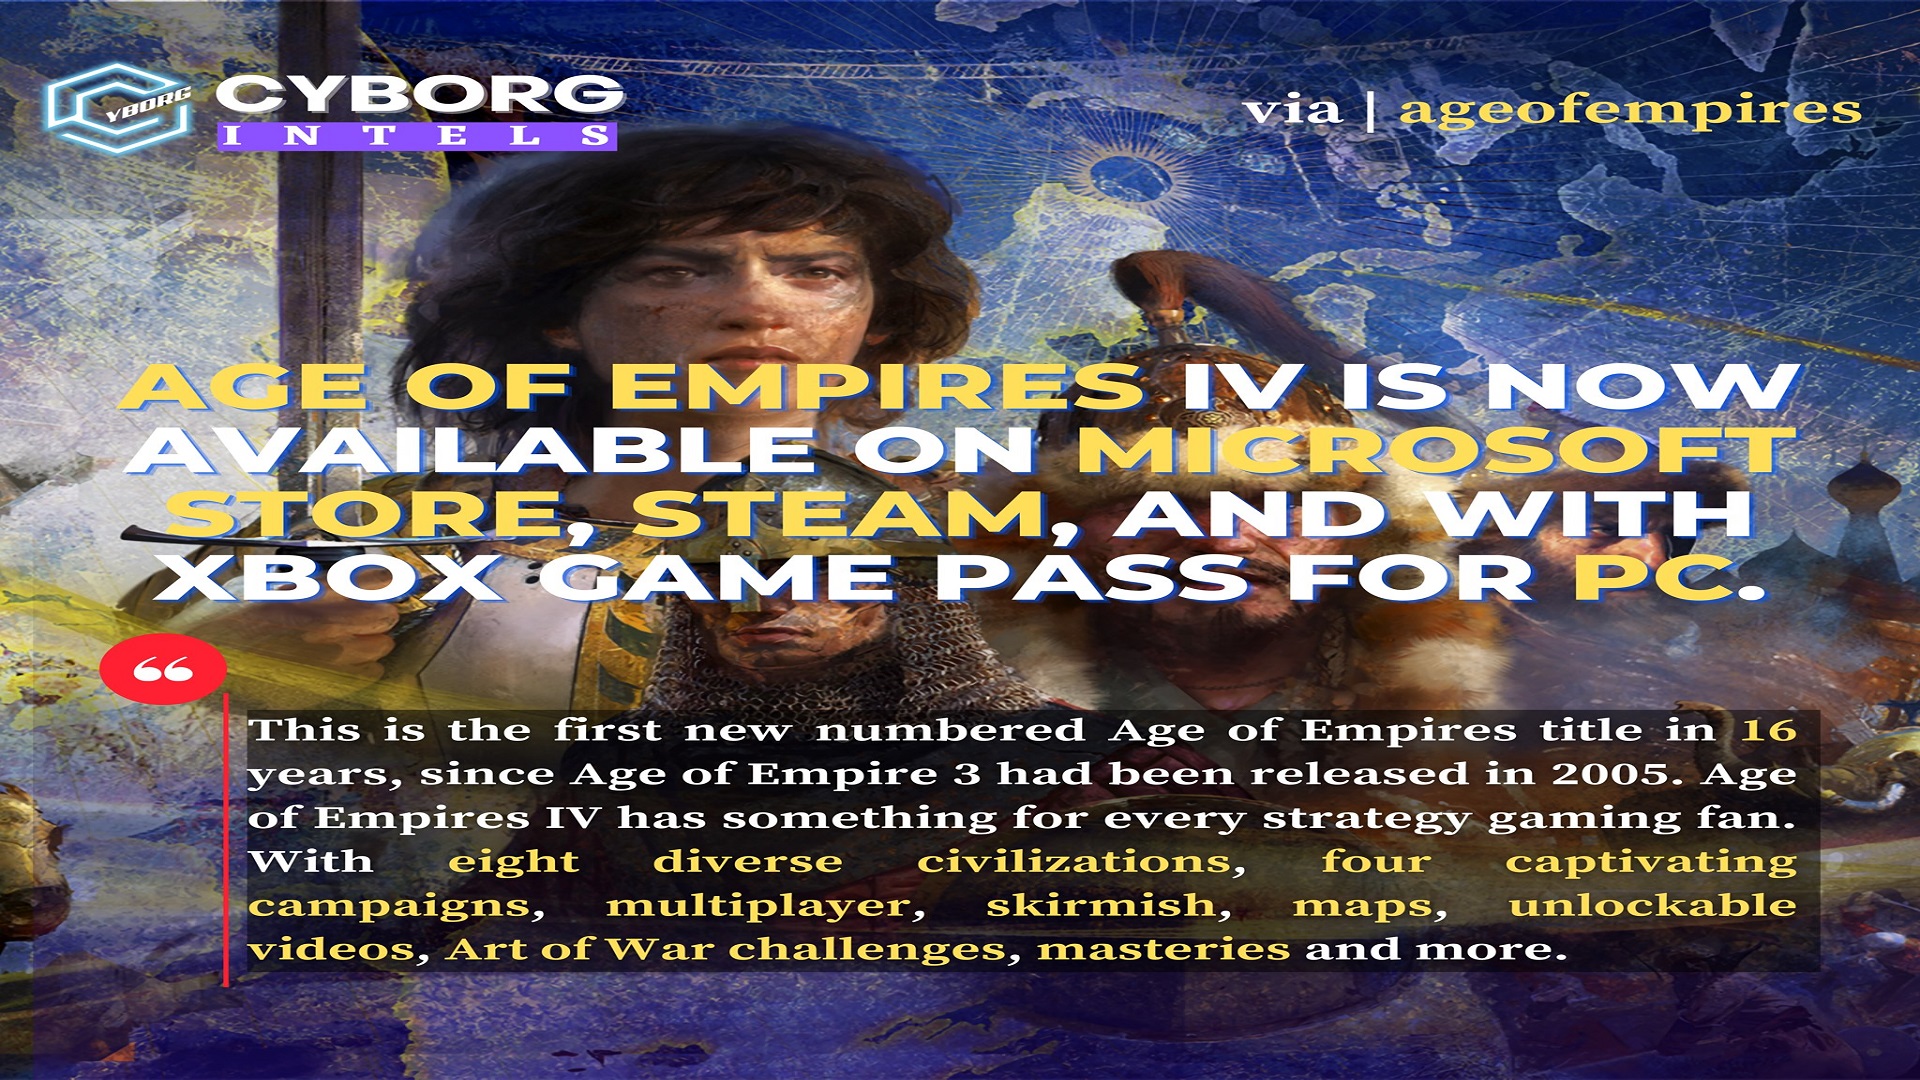 YBORG
CYBORG
INTELS
via | ageofempires
AGE OF EMPIRES IV IS NOW
AVAILABLE ON MICROSOFT
STORE, STEAM, AND WITH
XBOX GAME PASS FOR PC.
“
This is the first new numbered Age of Empires title in 16
years, since Age of Empire 3 had been released in 2005. Age
of Empires IV has something for every strategy gaming fan.
With eight diverse civilizations, four captivating
campaigns, multiplayer, skirmish, maps, unlockable
videos, Art of War challenges, masteries and more.